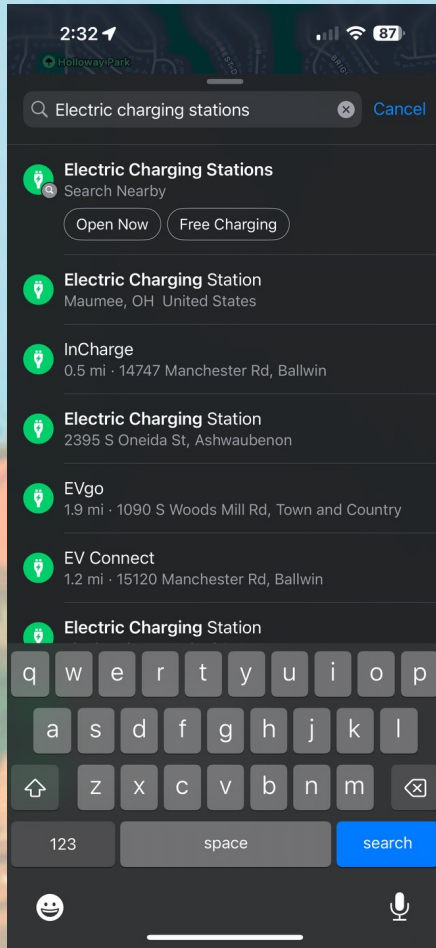 2:32
87
Holloway Park
Electric charging stations
Cancel
Electric Charging Stations
Search Nearby
Open Now
Free Charging
Electric Charging Station
Maumee, OH United States
InCharge
0.5 mi · 14747 Manchester Rd, Ballwin
Electric Charging Station
2395 S Oneida St, Ashwaubenon
EVgo
1.9 mi · 1090 S Woods Mill Rd, Town and Country
EV Connect
1.2 mi · 15120 Manchester Rd, Ballwin
Electric Charging Station
q w e r t y u i o p
a s d f g h j k l
z x c v b n m
123 space search